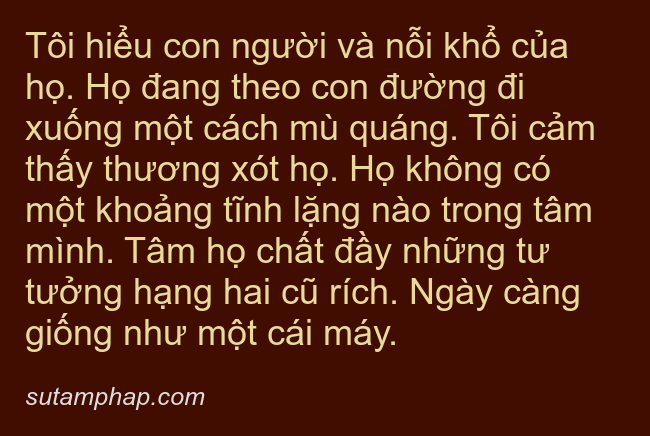 Tôi hiểu con người và nỗi khổ của
họ. Họ đang theo con đường đi
xuống một cách mù quáng. Tôi cảm
thấy thương xót họ. Họ không có
một khoảng tĩnh lặng nào trong tâm
mình. Tâm họ chất đầy những tư
tưởng hạng hai cũ rích. Ngày càng
giống như một cái máy.
sutamphap.com